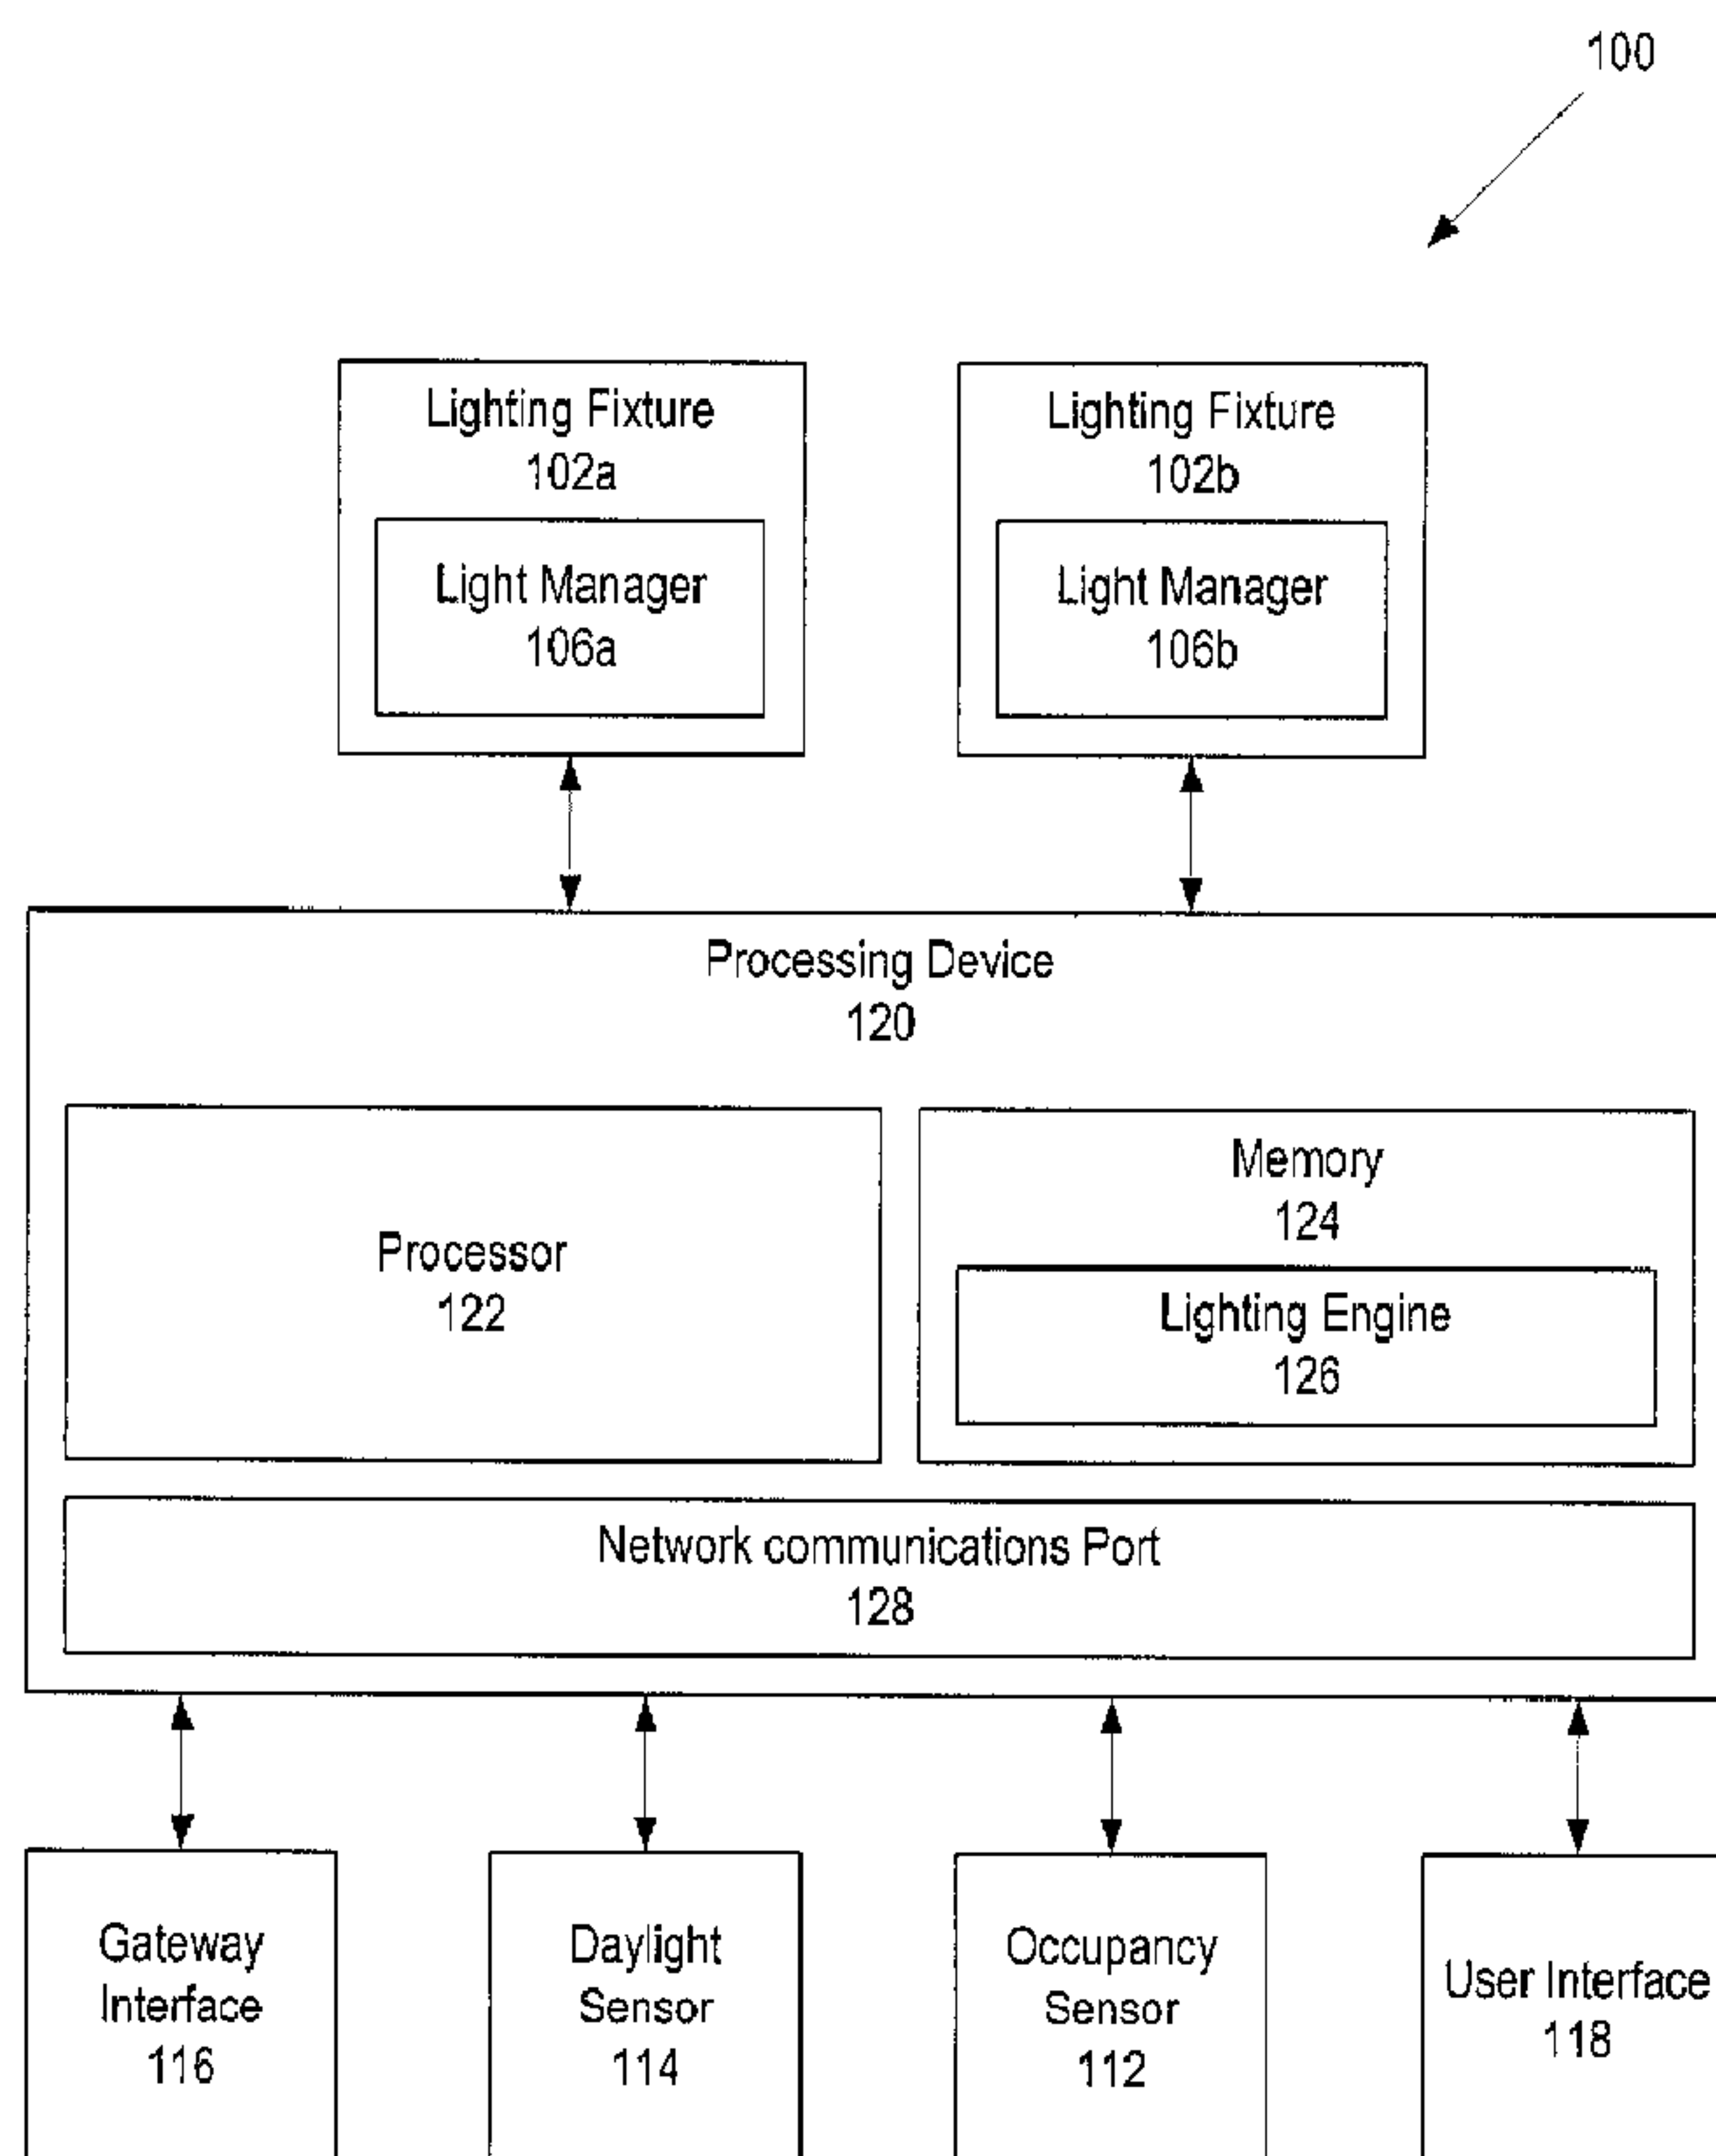 100
Lighting Fixture
102a
Light Manager
106a
Lighting Fixture
102b
Light Manager
106b
Processing Device
120
Processor
122
Memory
124
Lighting Engine
126
Network communications Port
128
Gateway
Interface
116
Daylight
Sensor
114
Occupancy
Sensor
112
User Interface
118